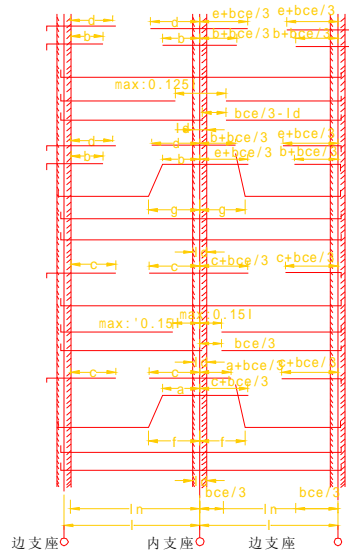 d e+bce/3 e+bce/3
b b b+bce/3 b+bce/3
max:0.125
bce/3-ld
d
d d b+bce/3 e+bce/3
b b e+bce/3 b+bce/3
g g
c c c+bce/3 c+bce/3
max:0.15l
max:'0.15l
bce/3
c c a+bce/3 c+bce/3
a c+bce/3
f f
bce/3 bce/3
ln ln
l l
边支座 内支座 边支座